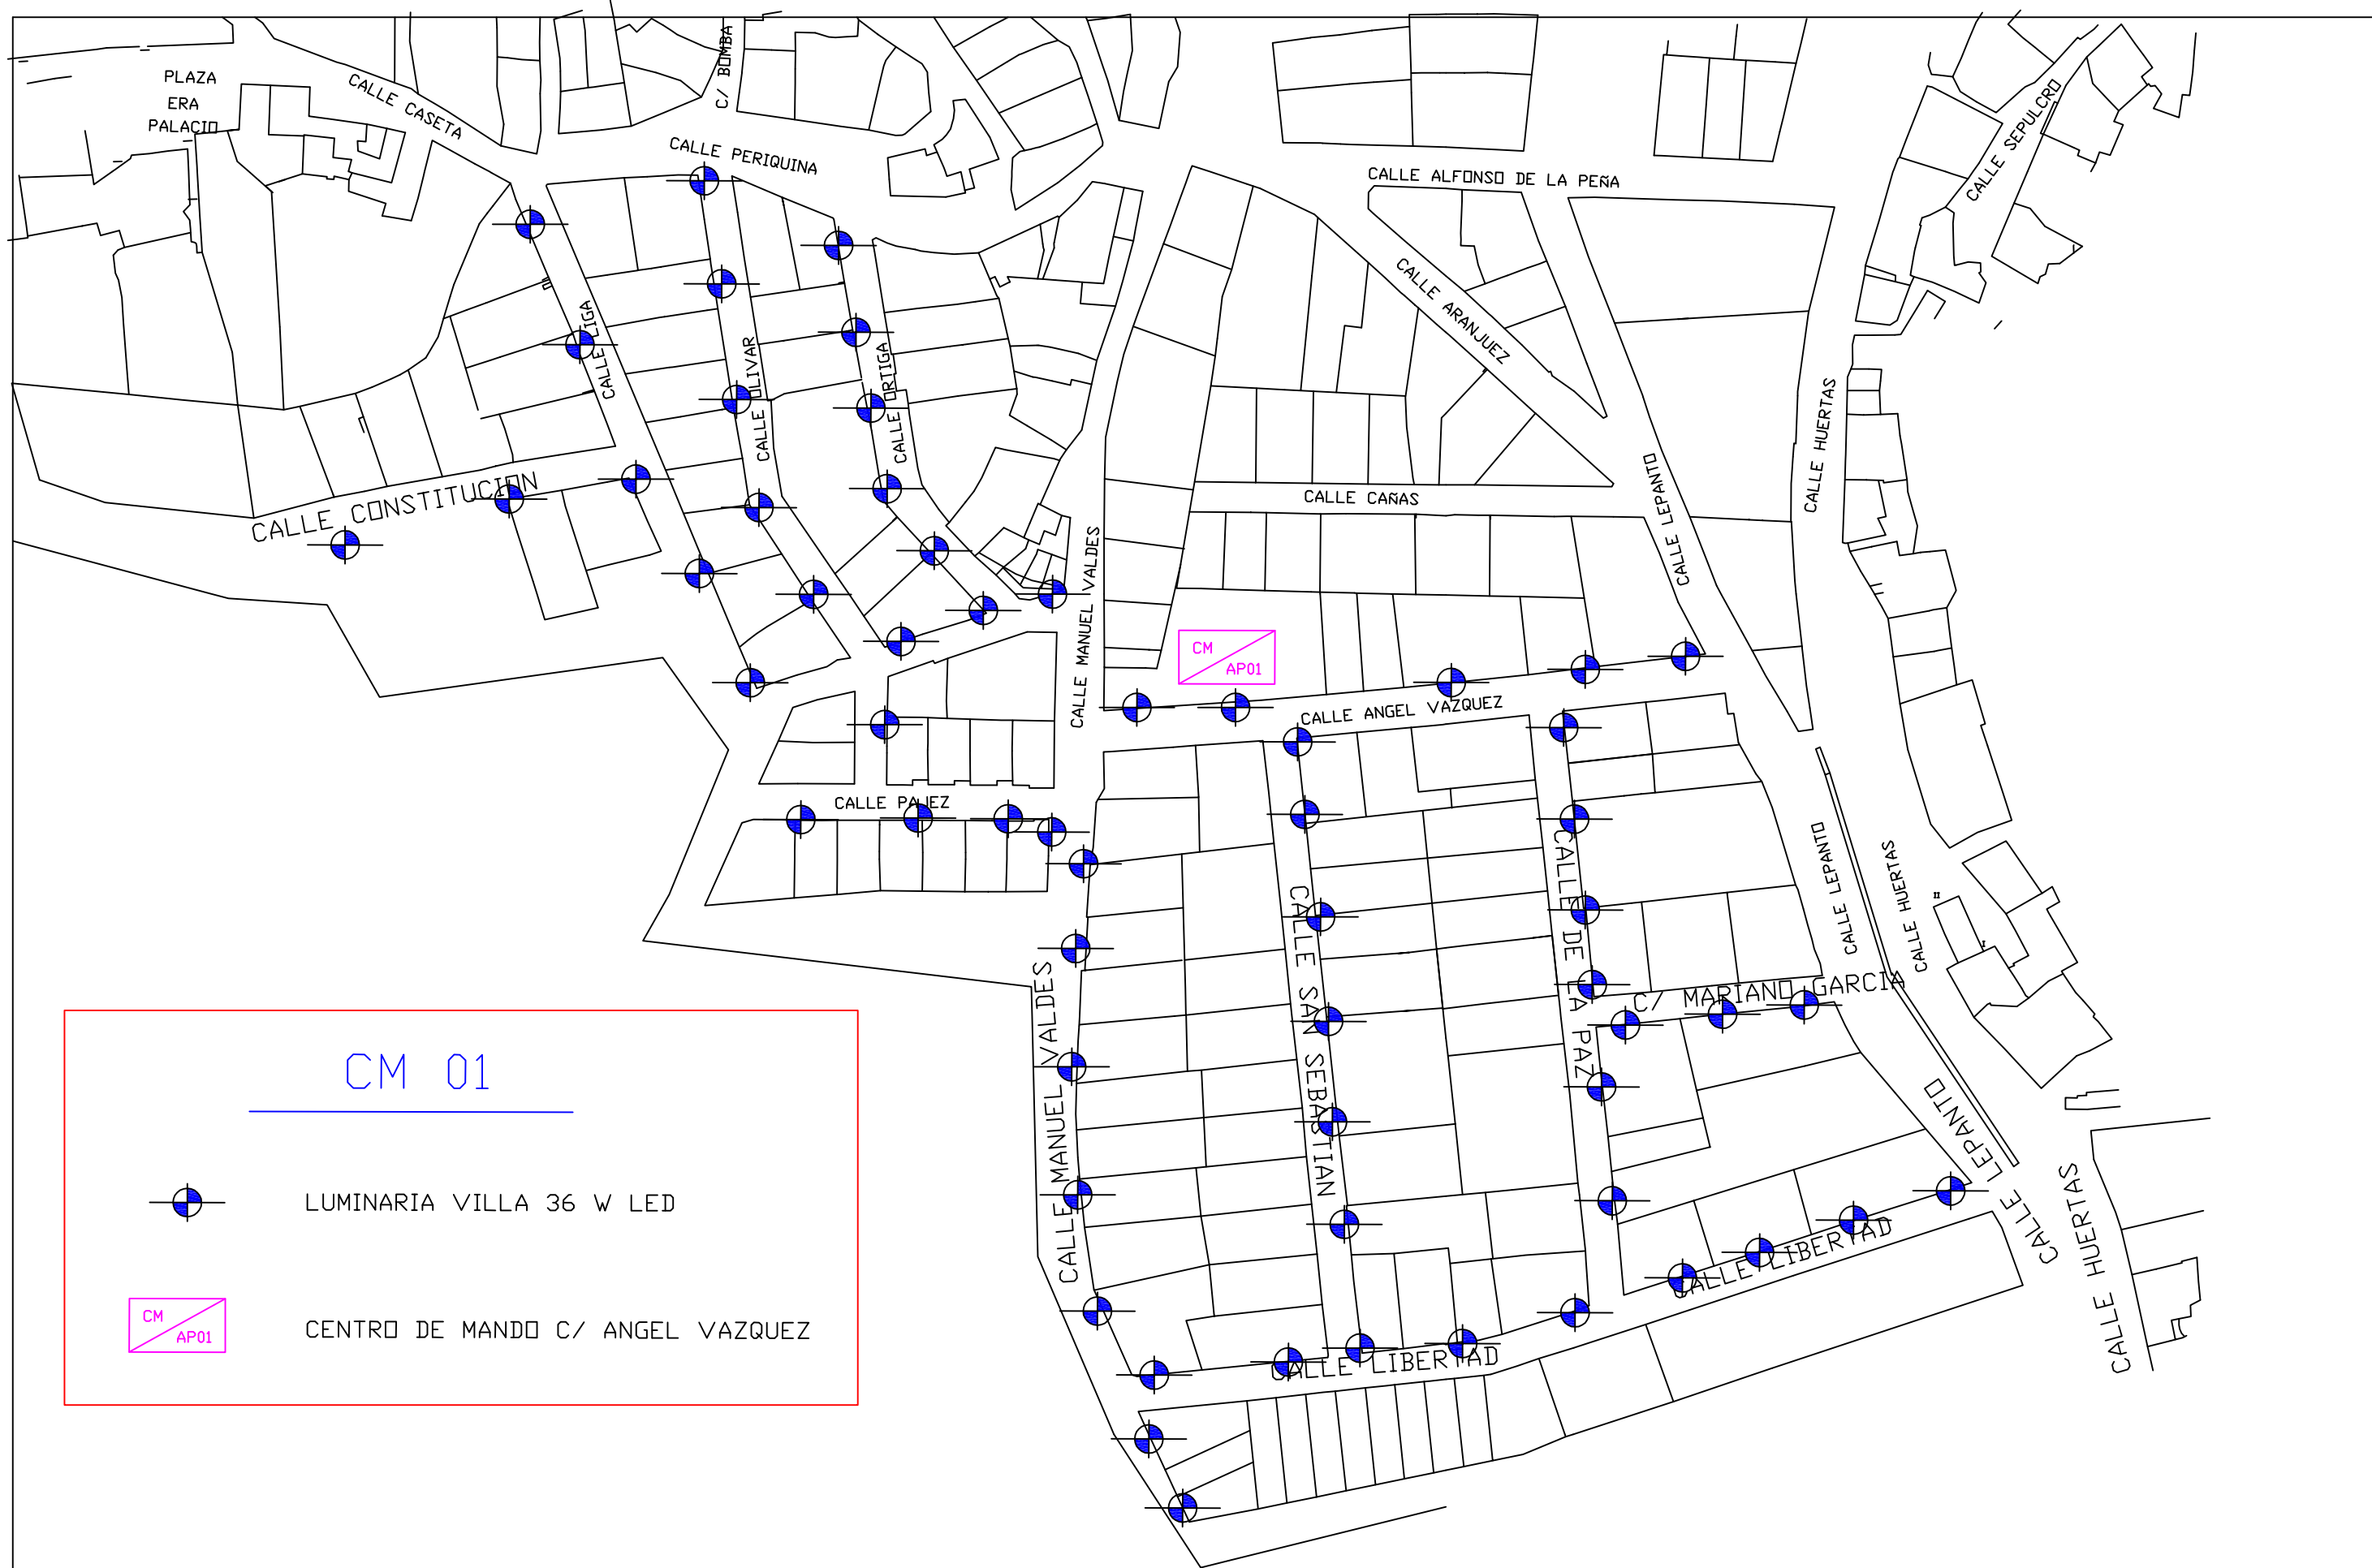 PLAZA
ERA
PALACIO
CALLE CASETA
C/ BOMBA
CALLE PERIQUINA
CALLE ALFONSO DE LA PEÑA
CALLE SEPULCRO
CALLE LIGA
CALLE OLIVAR
CALLE ORTIGA
CALLE ARANJUEZ
CALLE HUERTAS
CALLE CONSTITUCION
CALLE CAÑAS
CALLE LEPANTO
CALLE MANUEL VALDES
CM
AP01
CALLE ANGEL VAZQUEZ
CALLE PAJEZ
CALLE LEPANTO
CALLE HUERTAS
CALLE SAN SEBASTIAN
CALLE DE LA PAZ
C/ MARIANO GARCIA
CALLE MANUEL VALDES
CALLE LEPANTO
CALLE HUERTAS
CALLE LIBERTAD
CALLE LIBERTAD
CM 01
LUMINARIA VILLA 36 W LED
CM
AP01
CENTRO DE MANDO C/ ANGEL VAZQUEZ